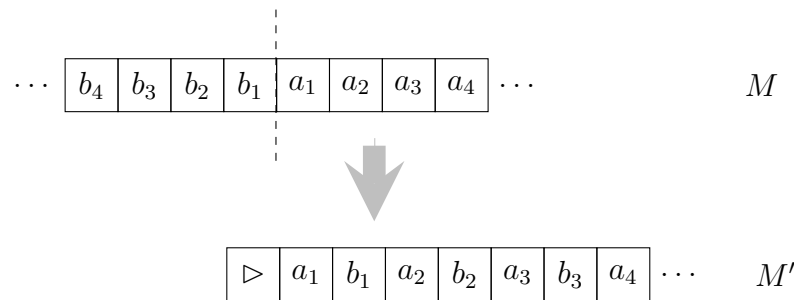 ⋯ b₄ b₃ b₂ b₁ a₁ a₂ a₃ a₄ ⋯ M
▷ a₁ b₁ a₂ b₂ a₃ b₃ a₄ ⋯ M′